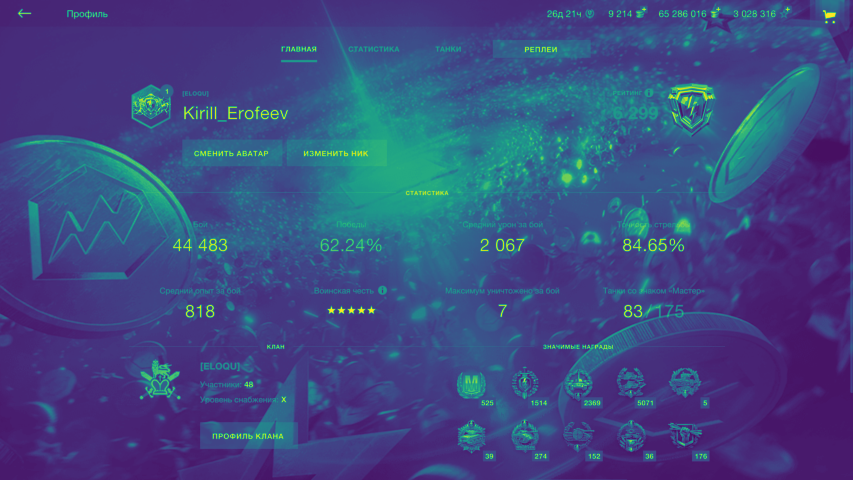 Профиль
26д 21ч
9 214
65 286 016
3 028 316
ГЛАВНАЯ
СТАТИСТИКА
ТАНКИ
РЕПЛЕИ
1
[ELOQU]
Kirill_Erofeev
Рейтинг
6 299
СМЕНИТЬ АВАТАР
ИЗМЕНИТЬ НИК
СТАТИСТИКА
Бои
Победы
Средний урон за бой
Точность стрельбы
44 483
62.24%
2 067
84.65%
Средний опыт за бой
Воинская честь
Максимум уничтожено за бой
Танки со знаком «Мастер»
818
7
83/175
КЛАН
ЗНАЧИМЫЕ НАГРАДЫ
[ELOQU]
Участники: 48
Уровень снабжения: X
ПРОФИЛЬ КЛАНА
525
1514
2369
5071
5
39
274
152
36
176